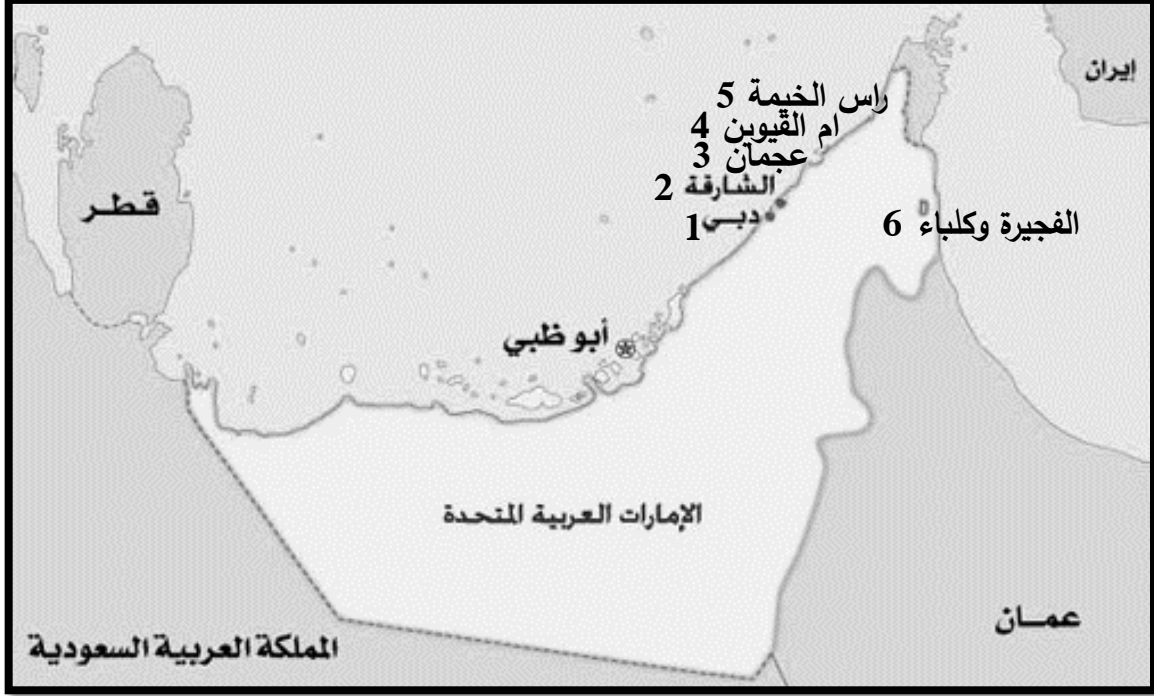 إيران
راس الخيمة 5
ام القيوين 4
عجمان 3
الشارقة 2
دبي 1
قطر
الفجيرة وكلباء 6
أبو ظبي
الإمارات العربية المتحدة
عمان
المملكة العربية السعودية